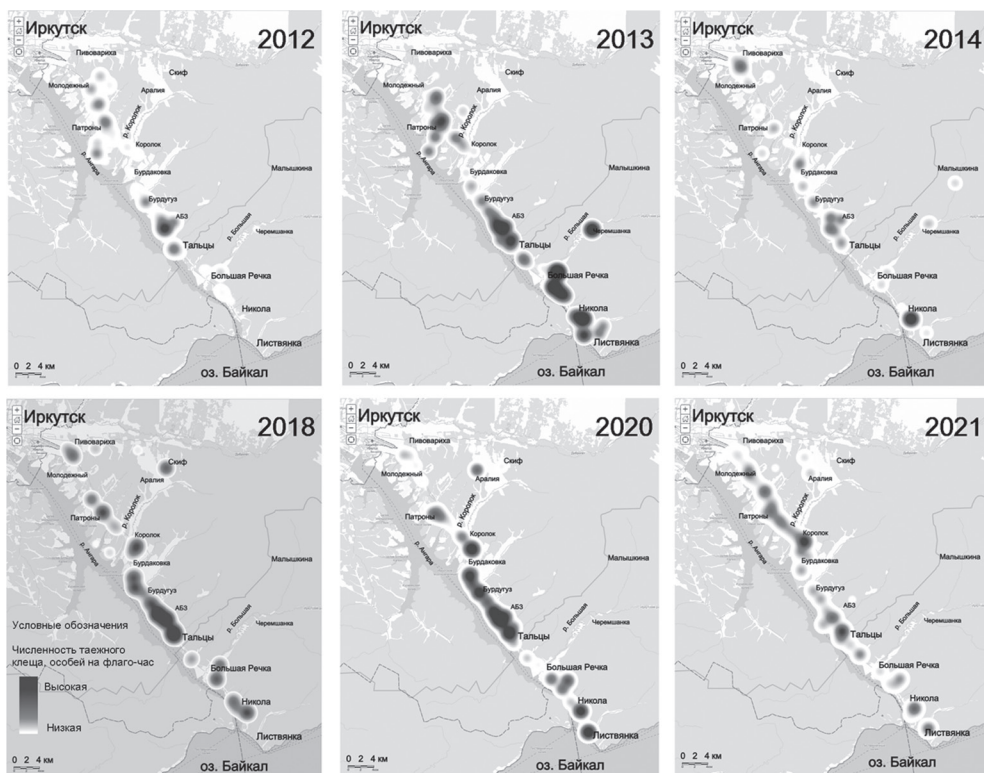 Иркутск
2012
Пивовариха
Скиф
Молодежный
Аралия
р. Королок
Патроны
р. Ангара
Королок
Бурдаковка
Малышкина
Бурдугуз
АБЗ
р. Большая
Черемшанка
Тальцы
Большая Речка
Никола
Листвянка
0 2 4 км
оз. Байкал
Иркутск
2013
Пивовариха
Скиф
Молодежный
Аралия
р. Королок
Патроны
р. Ангара
Королок
Бурдаковка
Малышкина
Бурдугуз
АБЗ
р. Большая
Черемшанка
Тальцы
Большая Речка
Никола
Листвянка
0 2 4 км
оз. Байкал
Иркутск
2014
Пивовариха
Скиф
Молодежный
Аралия
р. Королок
Патроны
р. Ангара
Королок
Бурдаковка
Малышкина
Бурдугуз
АБЗ
р. Большая
Черемшанка
Тальцы
Большая Речка
Никола
Листвянка
0 2 4 км
оз. Байкал
Иркутск
2018
Пивовариха
Скиф
Молодежный
Аралия
р. Королок
Патроны
р. Ангара
Королок
Бурдаковка
Малышкина
Бурдугуз
АБЗ
р. Большая
Черемшанка
Условные обозначения
Тальцы
Численность таежного
клеща, особей на флаго-час
Большая Речка
Высокая
Никола
Низкая
Листвянка
0 2 4 км
оз. Байкал
Иркутск
2020
Пивовариха
Скиф
Молодежный
Аралия
р. Королок
Патроны
р. Ангара
Королок
Бурдаковка
Малышкина
Бурдугуз
АБЗ
р. Большая
Черемшанка
Тальцы
Большая Речка
Никола
Листвянка
0 2 4 км
оз. Байкал
Иркутск
2021
Пивовариха
Скиф
Молодежный
Аралия
р. Королок
Патроны
р. Ангара
Королок
Бурдаковка
Малышкина
Бурдугуз
АБЗ
р. Большая
Черемшанка
Тальцы
Большая Речка
Никола
Листвянка
0 2 4 км
оз. Байкал